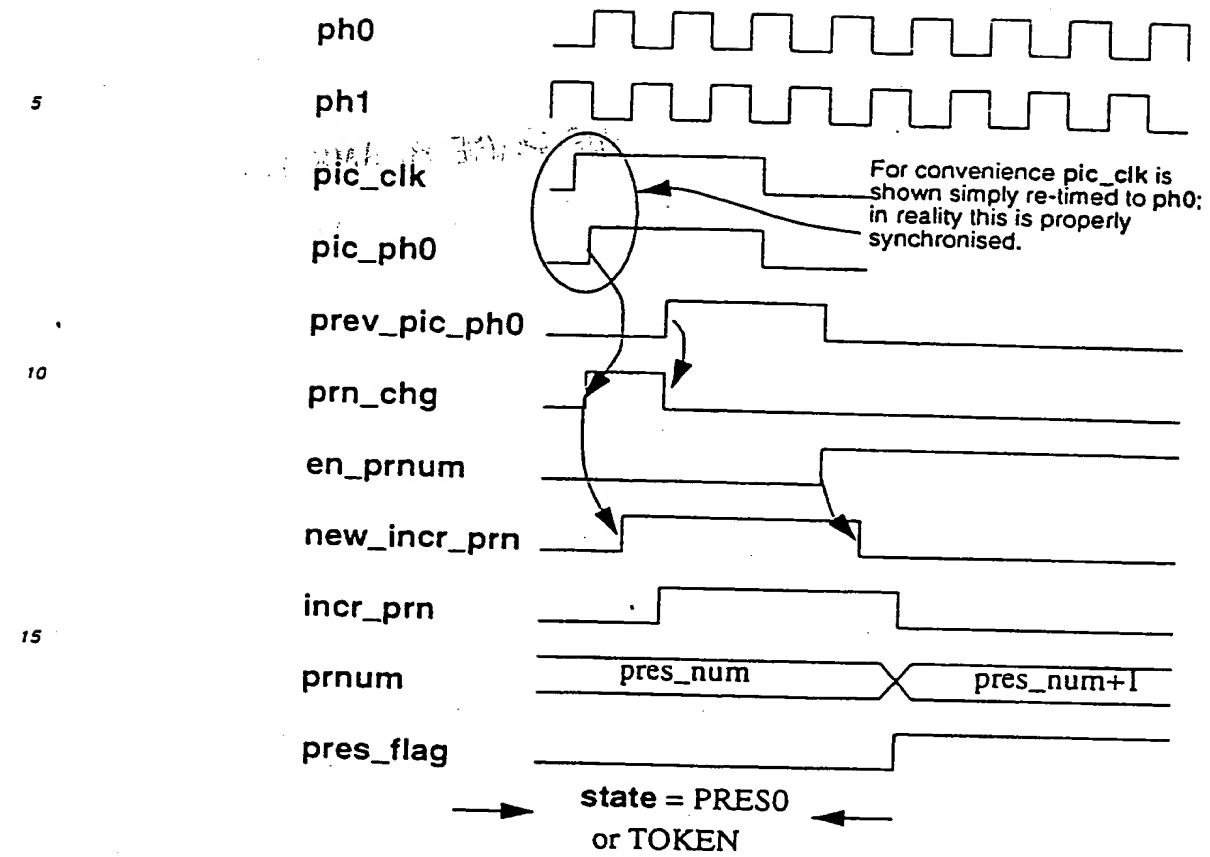 ph0
5
ph1
pic_clk
For convenience pic_clk is
shown simply re-timed to ph0;
in reality this is properly
synchronised.
pic_ph0
prev_pic_ph0
10
prn_chg
en_prnum
new_incr_prn
incr_prn
15
prnum
pres_num
pres_num+1
pres_flag
state = PRES0
or TOKEN